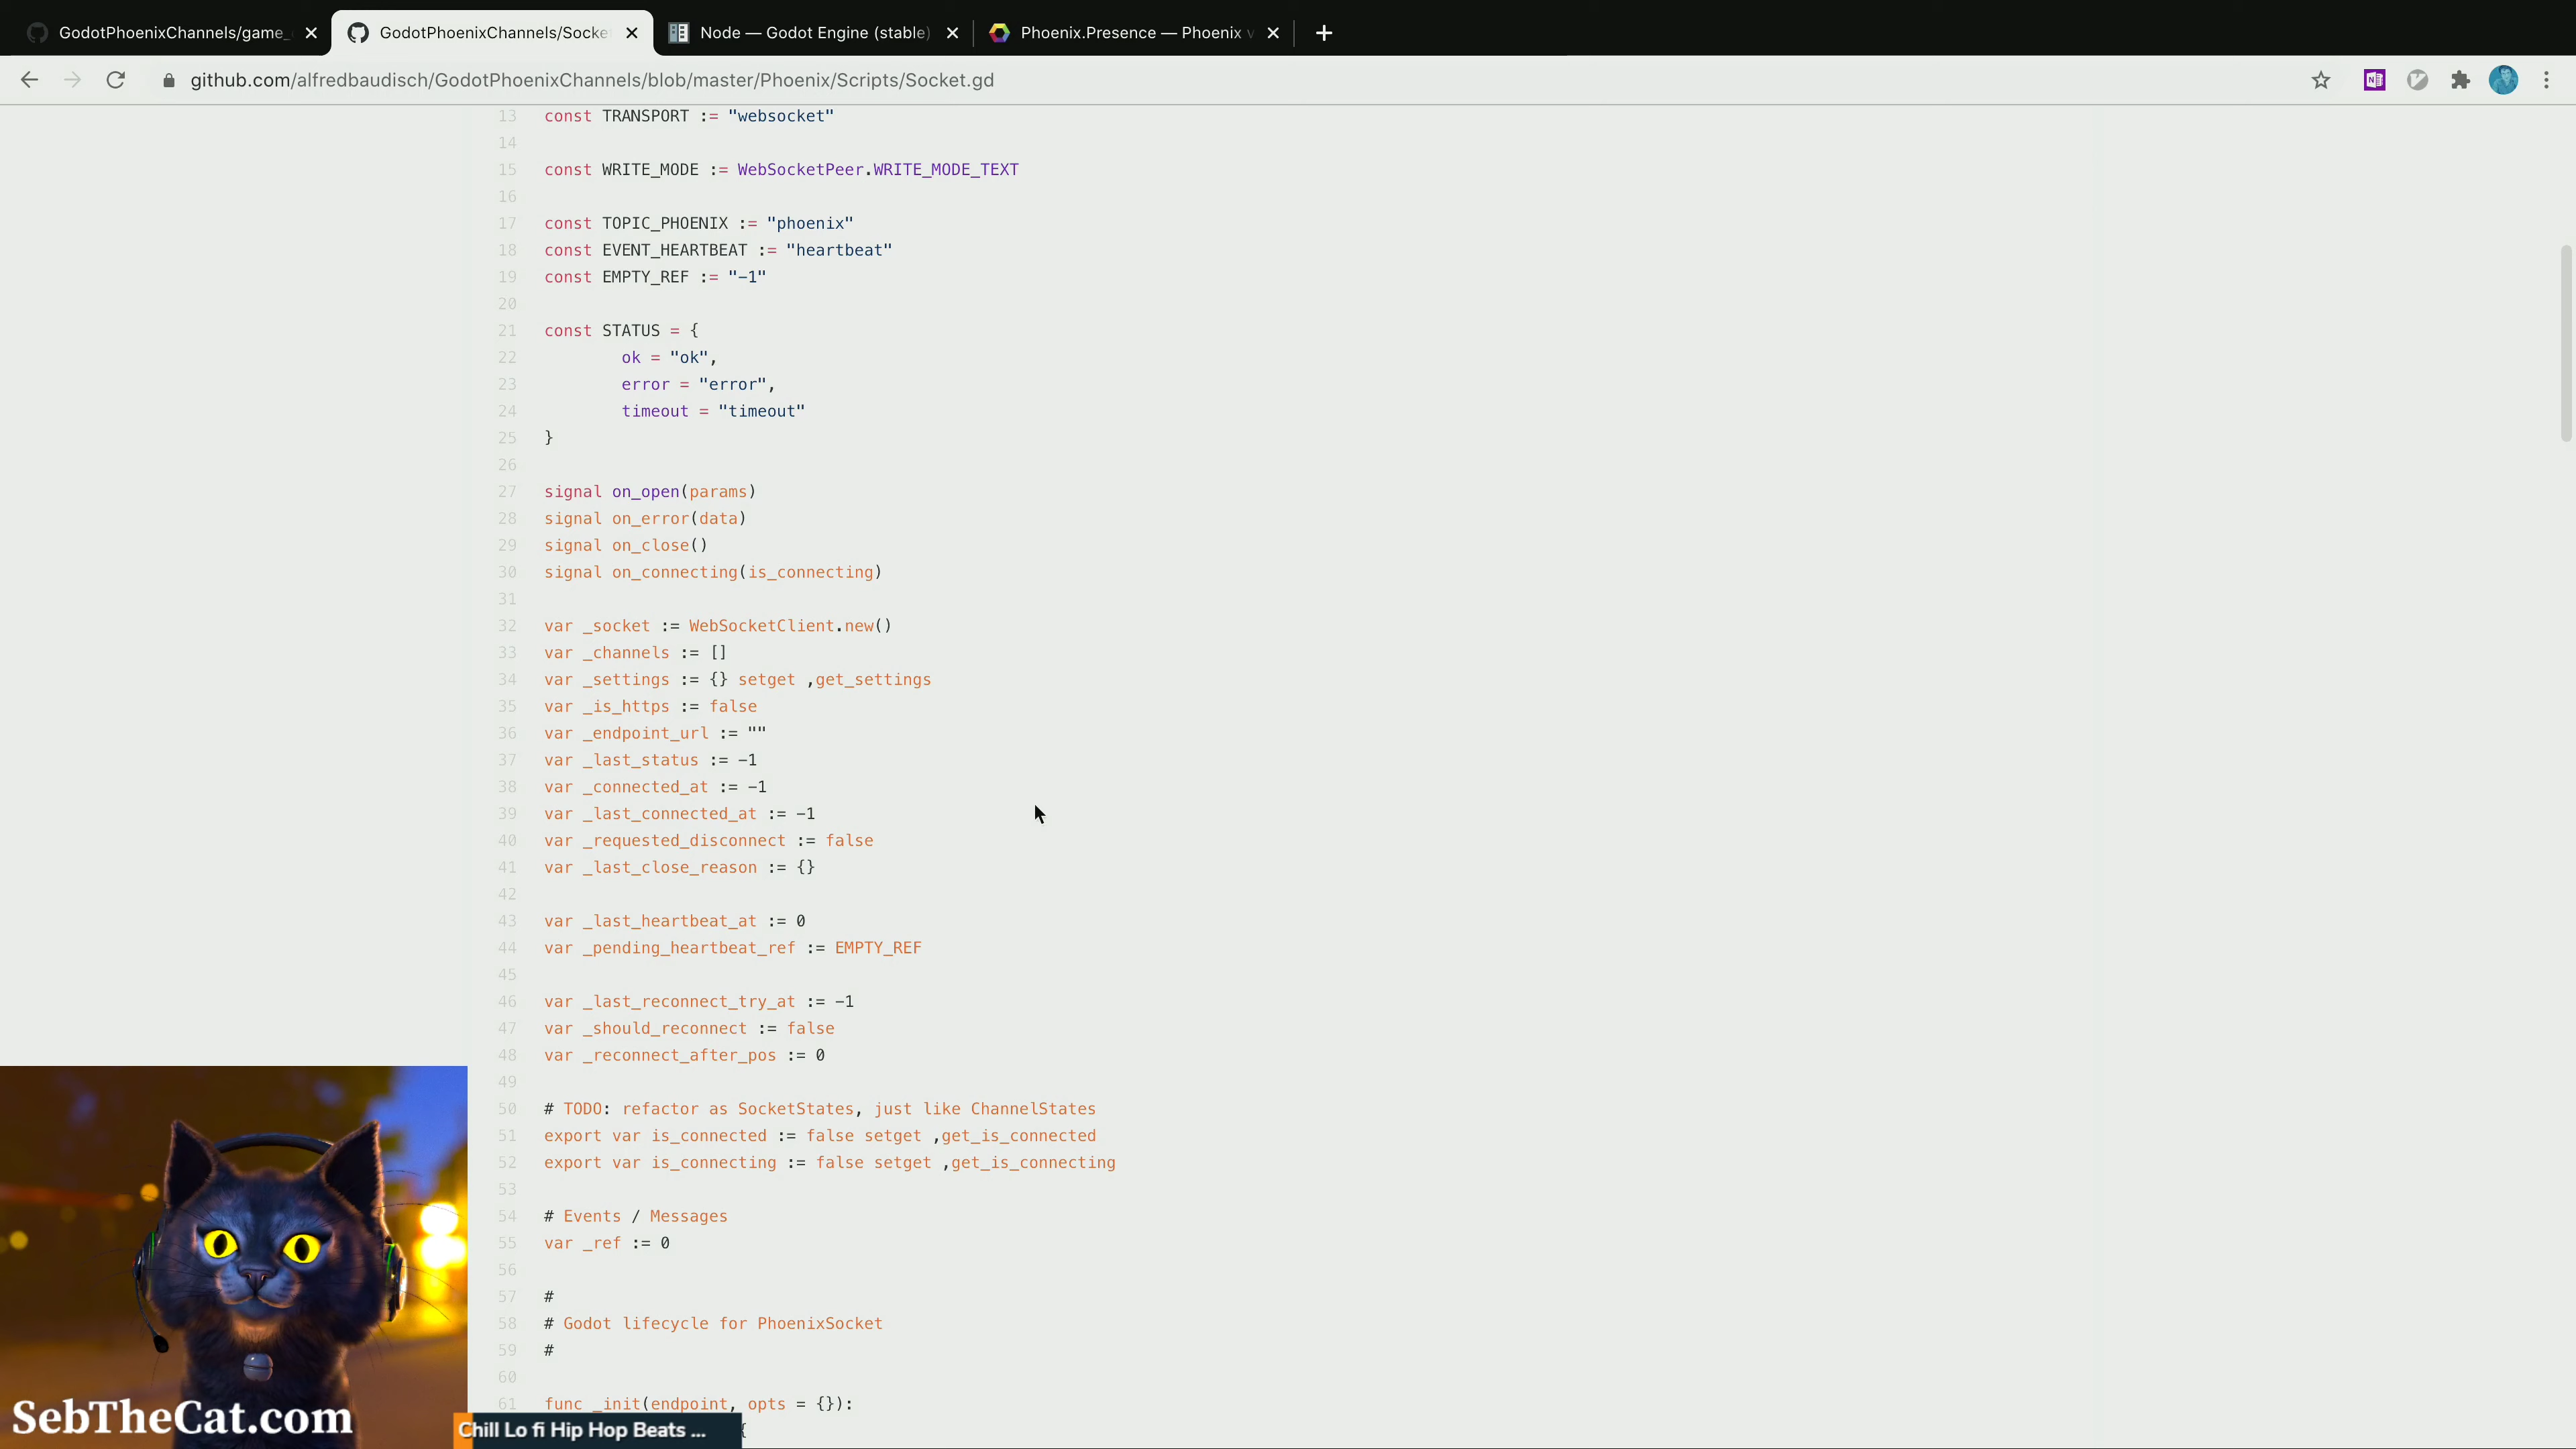 GodotPhoenixChannels/game_
GodotPhoenixChannels/Socke
Node — Godot Engine (stable)
Phoenix.Presence — Phoenix v
github.com/alfredbaudisch/GodotPhoenixChannels/blob/master/Phoenix/Scripts/Socket.gd
13 const TRANSPORT := "websocket"
14
15 const WRITE_MODE := WebSocketPeer.WRITE_MODE_TEXT
16
17 const TOPIC_PHOENIX := "phoenix"
18 const EVENT_HEARTBEAT := "heartbeat"
19 const EMPTY_REF := "-1"
20
21 const STATUS = {
22 ok = "ok",
23 error = "error",
24 timeout = "timeout"
25 }
26
27 signal on_open(params)
28 signal on_error(data)
29 signal on_close()
30 signal on_connecting(is_connecting)
31
32 var _socket := WebSocketClient.new()
33 var _channels := []
34 var _settings := {} setget ,get_settings
35 var _is_https := false
36 var _endpoint_url := ""
37 var _last_status := -1
38 var _connected_at := -1
39 var _last_connected_at := -1
40 var _requested_disconnect := false
41 var _last_close_reason := {}
42
43 var _last_heartbeat_at := 0
44 var _pending_heartbeat_ref := EMPTY_REF
45
46 var _last_reconnect_try_at := -1
47 var _should_reconnect := false
48 var _reconnect_after_pos := 0
49
50 # TODO: refactor as SocketStates, just like ChannelStates
51 export var is_connected := false setget ,get_is_connected
52 export var is_connecting := false setget ,get_is_connecting
53
54 # Events / Messages
55 var _ref := 0
56
57 #
58 # Godot lifecycle for PhoenixSocket
59 #
60
61 func _init(endpoint, opts = {}):
{
SebTheCat.com
Chill Lo fi Hip Hop Beats ...